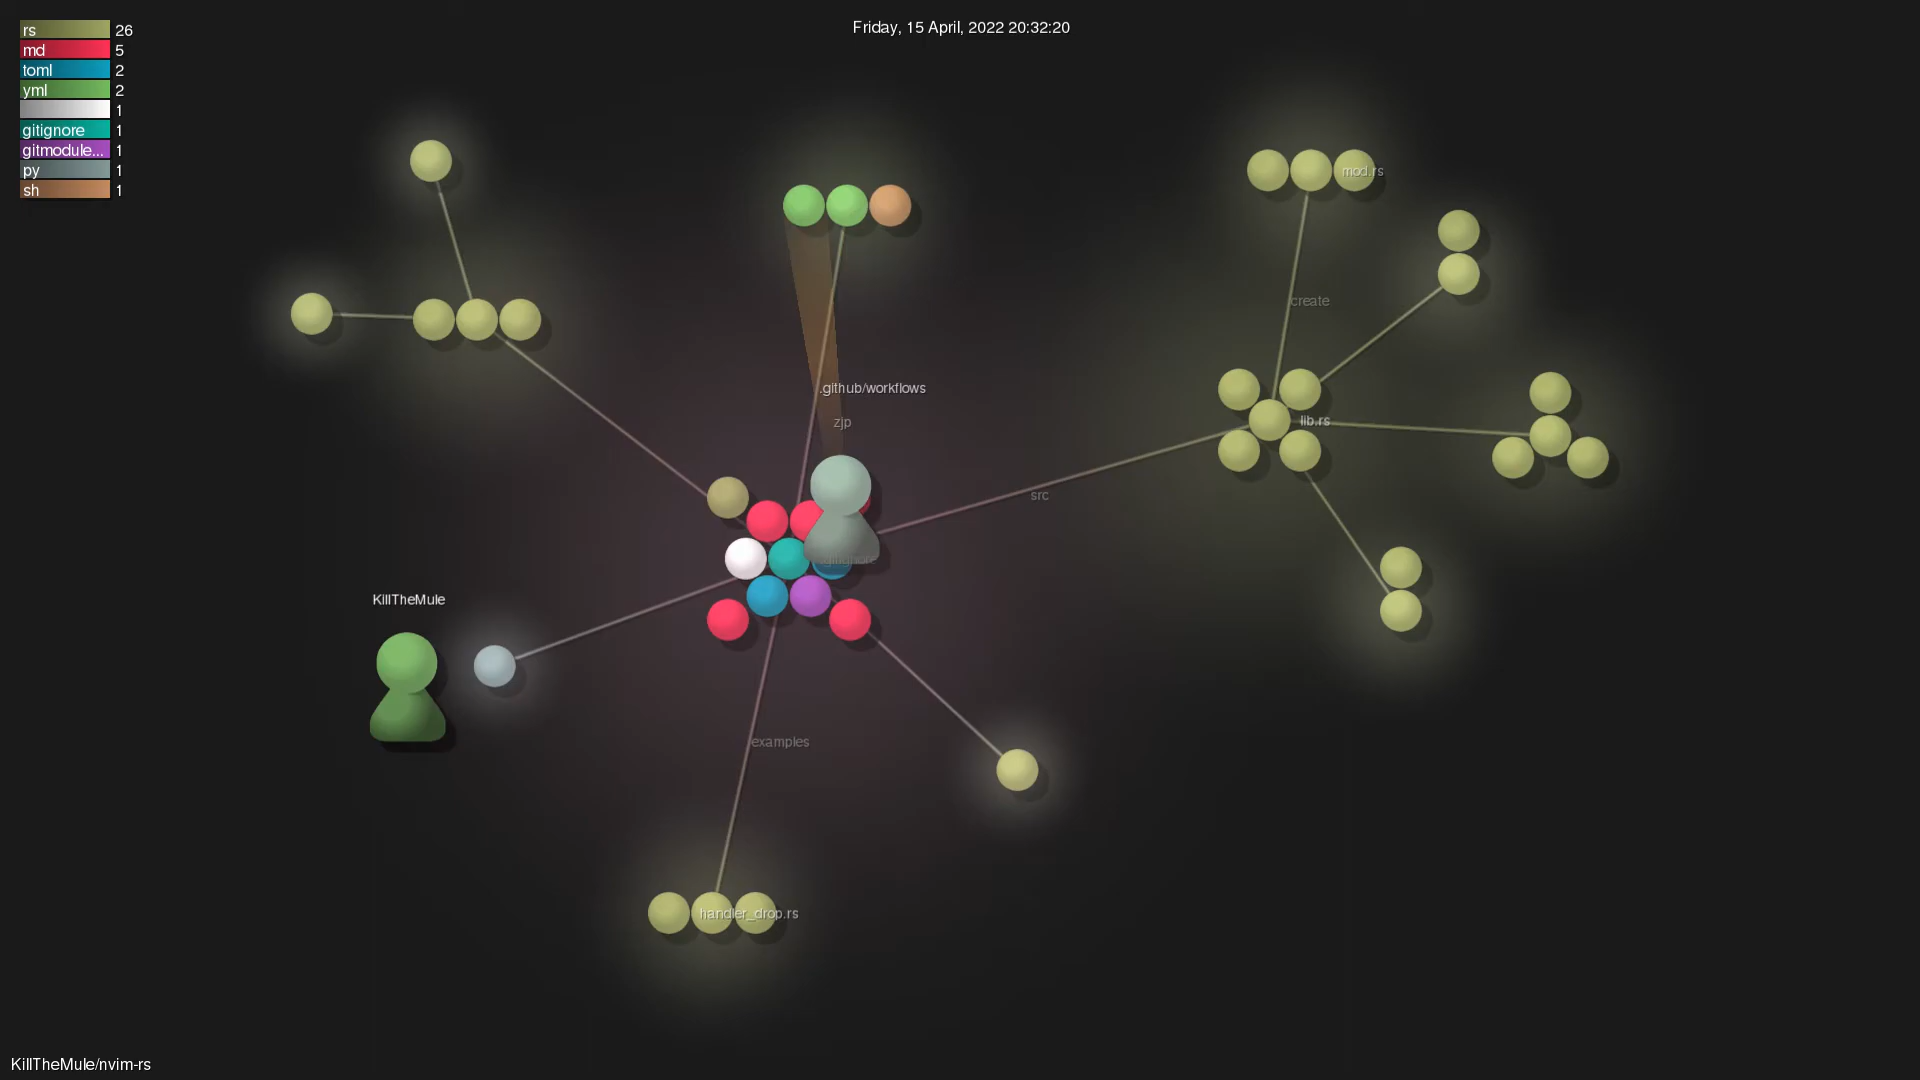 Friday, 15 April, 2022 20:32:20
rs 26
md 5
toml 2
yml 2
1
gitignore 1
gitmodule... 1
py 1
sh 1
mod.rs
create
.github/workflows
zjp
lib.rs
src
.gitignore
KillTheMule
examples
handler_drop.rs
KillTheMule/nvim-rs